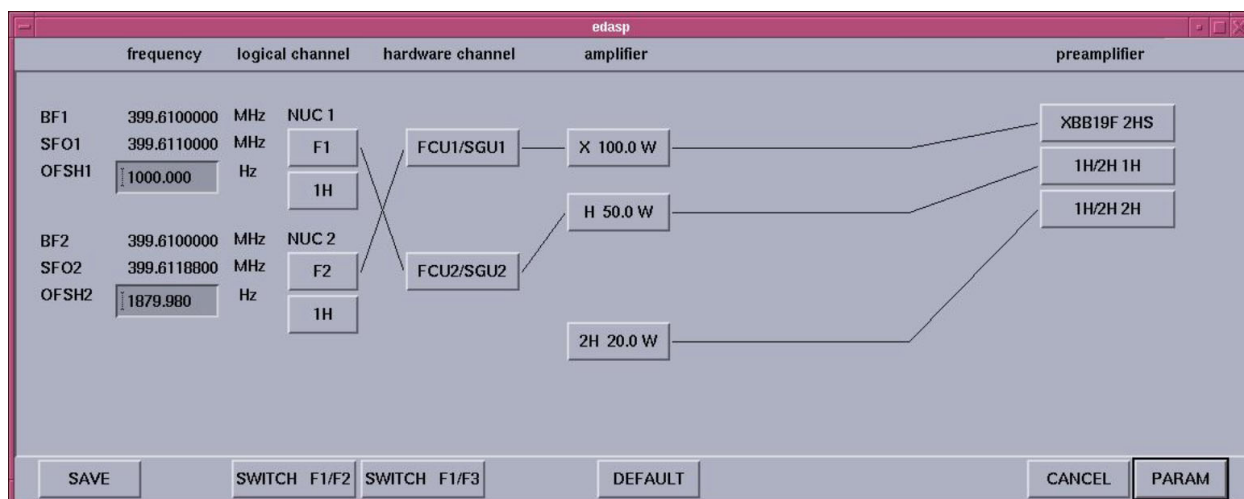 edasp
frequency logical channel hardware channel amplifier preamplifier
BF1 399.6100000 MHz NUC 1
XBB19F 2HS
SFO1 399.6110000 MHz F1 FCU1/SGU1 X 100.0 W
OFSH1 1000.000 Hz
1H/2H 1H
1H
H 50.0 W 1H/2H 2H
BF2 399.6100000 MHz NUC 2
SFO2 399.6118800 MHz F2 FCU2/SGU2
OFSH2 1879.980 Hz
1H
2H 20.0 W
SAVE SWITCH F1/F2 SWITCH F1/F3 DEFAULT CANCEL PARAM